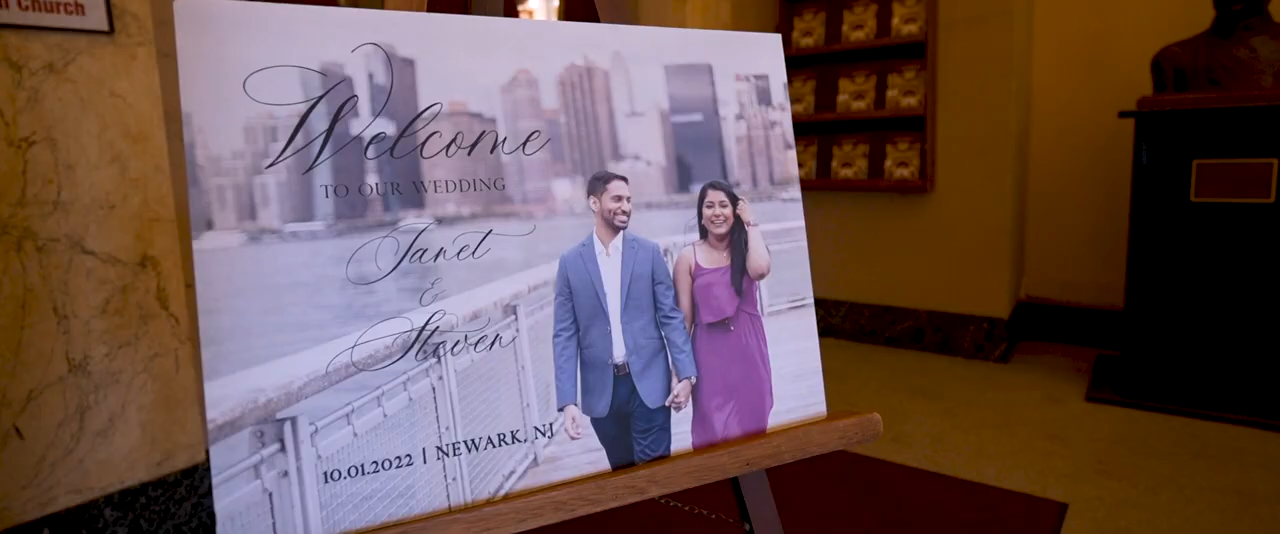 n Church
Welcome
TO OUR WEDDING
Janet
&
Steven
10.01.2022 | NEWARK, NJ